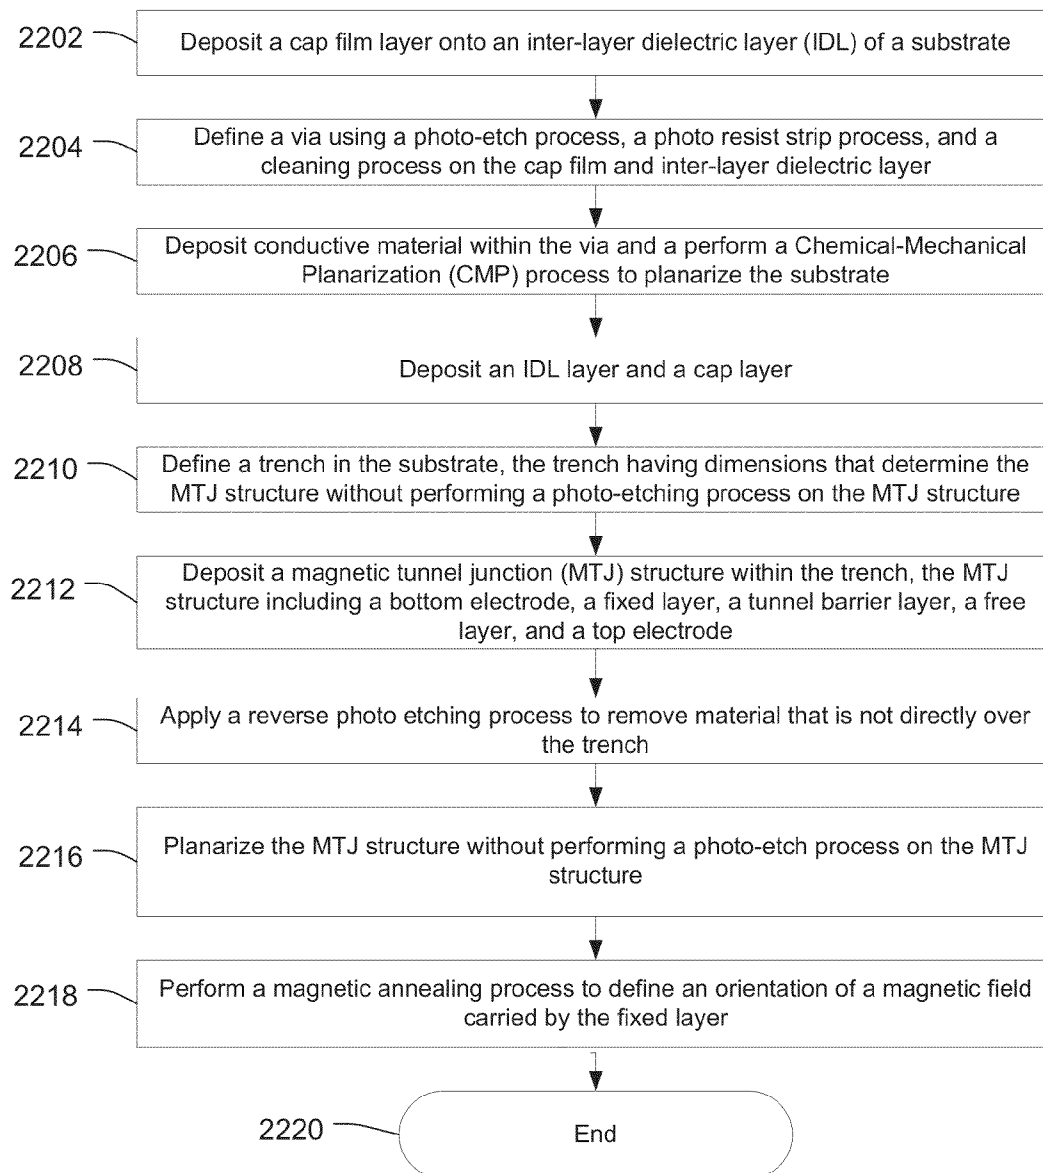 2202
Deposit a cap film layer onto an inter-layer dielectric layer (IDL) of a substrate
2204
Define a via using a photo-etch process, a photo resist strip process, and a
cleaning process on the cap film and inter-layer dielectric layer
2206
Deposit conductive material within the via and a perform a Chemical-Mechanical
Planarization (CMP) process to planarize the substrate
2208
Deposit an IDL layer and a cap layer
2210
Define a trench in the substrate, the trench having dimensions that determine the
MTJ structure without performing a photo-etching process on the MTJ structure
2212
Deposit a magnetic tunnel junction (MTJ) structure within the trench, the MTJ
structure including a bottom electrode, a fixed layer, a tunnel barrier layer, a free
layer, and a top electrode
2214
Apply a reverse photo etching process to remove material that is not directly over
the trench
2216
Planarize the MTJ structure without performing a photo-etch process on the MTJ
structure
2218
Perform a magnetic annealing process to define an orientation of a magnetic field
carried by the fixed layer
2220
End